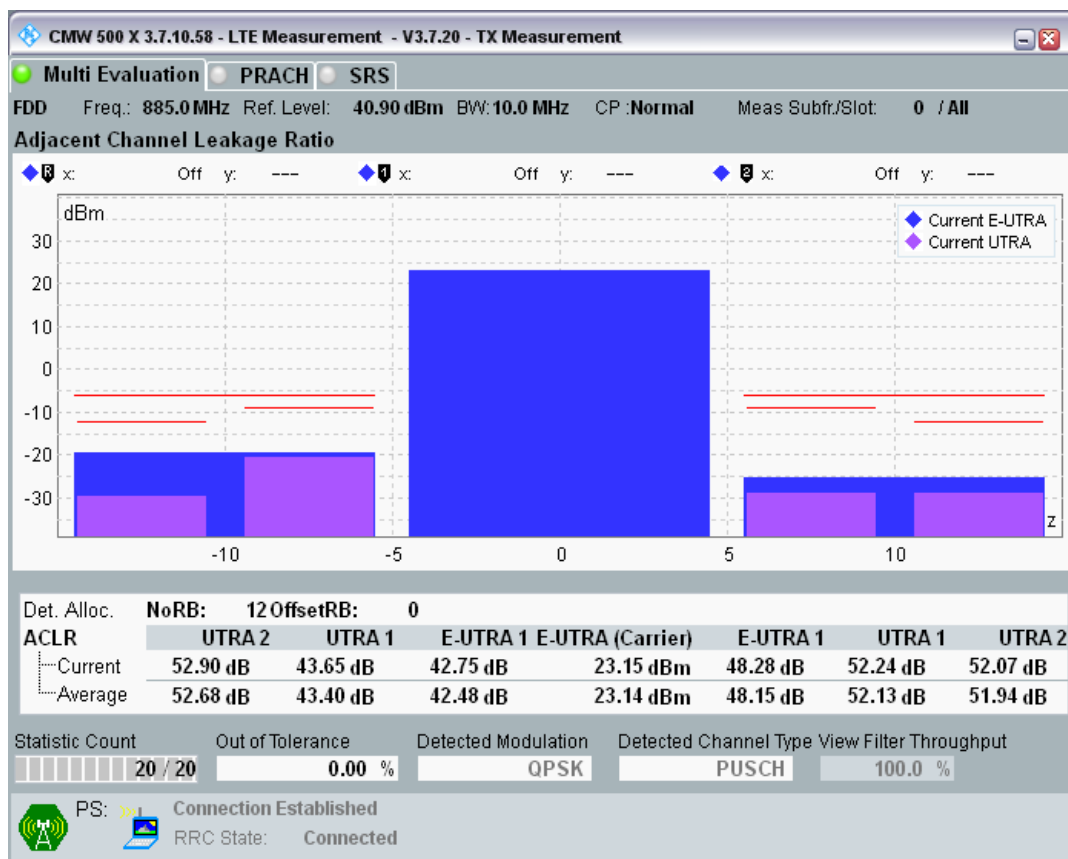 CMW 500 X 3.7.10.58 - LTE Measurement - V3.7.20 - TX Measurement
Multi Evaluation PRACH SRS
FDD Freq.: 885.0 MHz Ref. Level: 40.90 dBm BW: 10.0 MHz CP :Normal Meas Subfr./Slot: 0 / All
Adjacent Channel Leakage Ratio
R x: Off y: --- 1 x: Off y: --- 2 x: Off y: ---
dBm
Current E-UTRA
Current UTRA
30
20
10
0
-10
-20
-30
z
-10 -5 0 5 10
Det. Alloc. NoRB: 12 OffsetRB: 0
ACLR UTRA 2 UTRA 1 E-UTRA 1 E-UTRA (Carrier) E-UTRA 1 UTRA 1 UTRA 2
Current 52.90 dB 43.65 dB 42.75 dB 23.15 dBm 48.28 dB 52.24 dB 52.07 dB
Average 52.68 dB 43.40 dB 42.48 dB 23.14 dBm 48.15 dB 52.13 dB 51.94 dB
Statistic Count Out of Tolerance Detected Modulation Detected Channel Type View Filter Throughput
20 / 20 0.00 % QPSK PUSCH 100.0 %
PS: Connection Established
RRC State: Connected